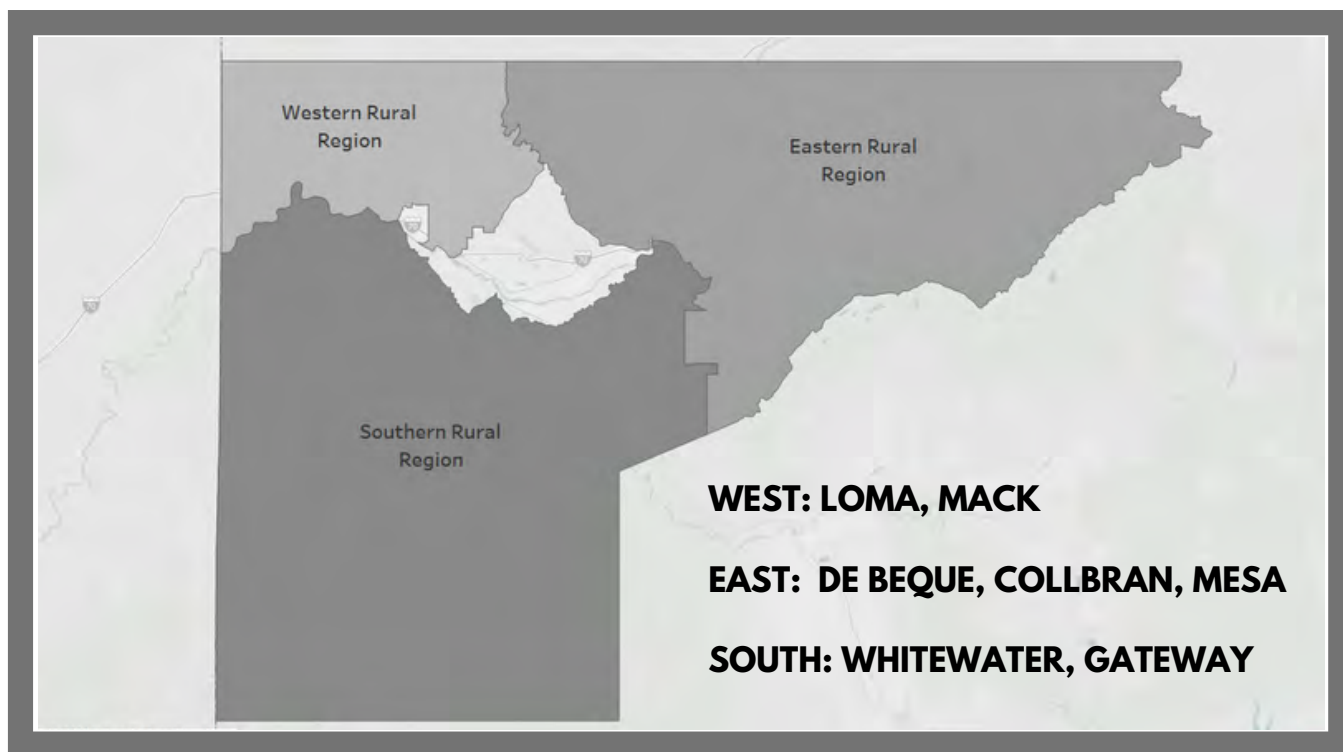 Western Rural
Region
Eastern Rural
Region
Southern Rural
Region
WEST: LOMA, MACK
EAST: DE BEQUE, COLLBRAN, MESA
SOUTH: WHITEWATER, GATEWAY